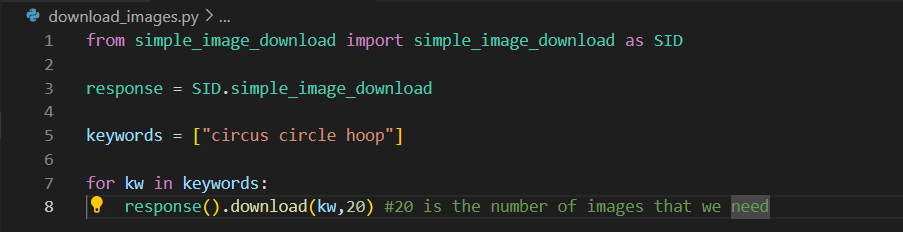 download_images.py > ...
1 from simple_image_download import simple_image_download as SID
2
3 response = SID.simple_image_download
4
5 keywords = ["circus circle hoop"]
6
7 for kw in keywords:
8     response().download(kw,20) #20 is the number of images that we need